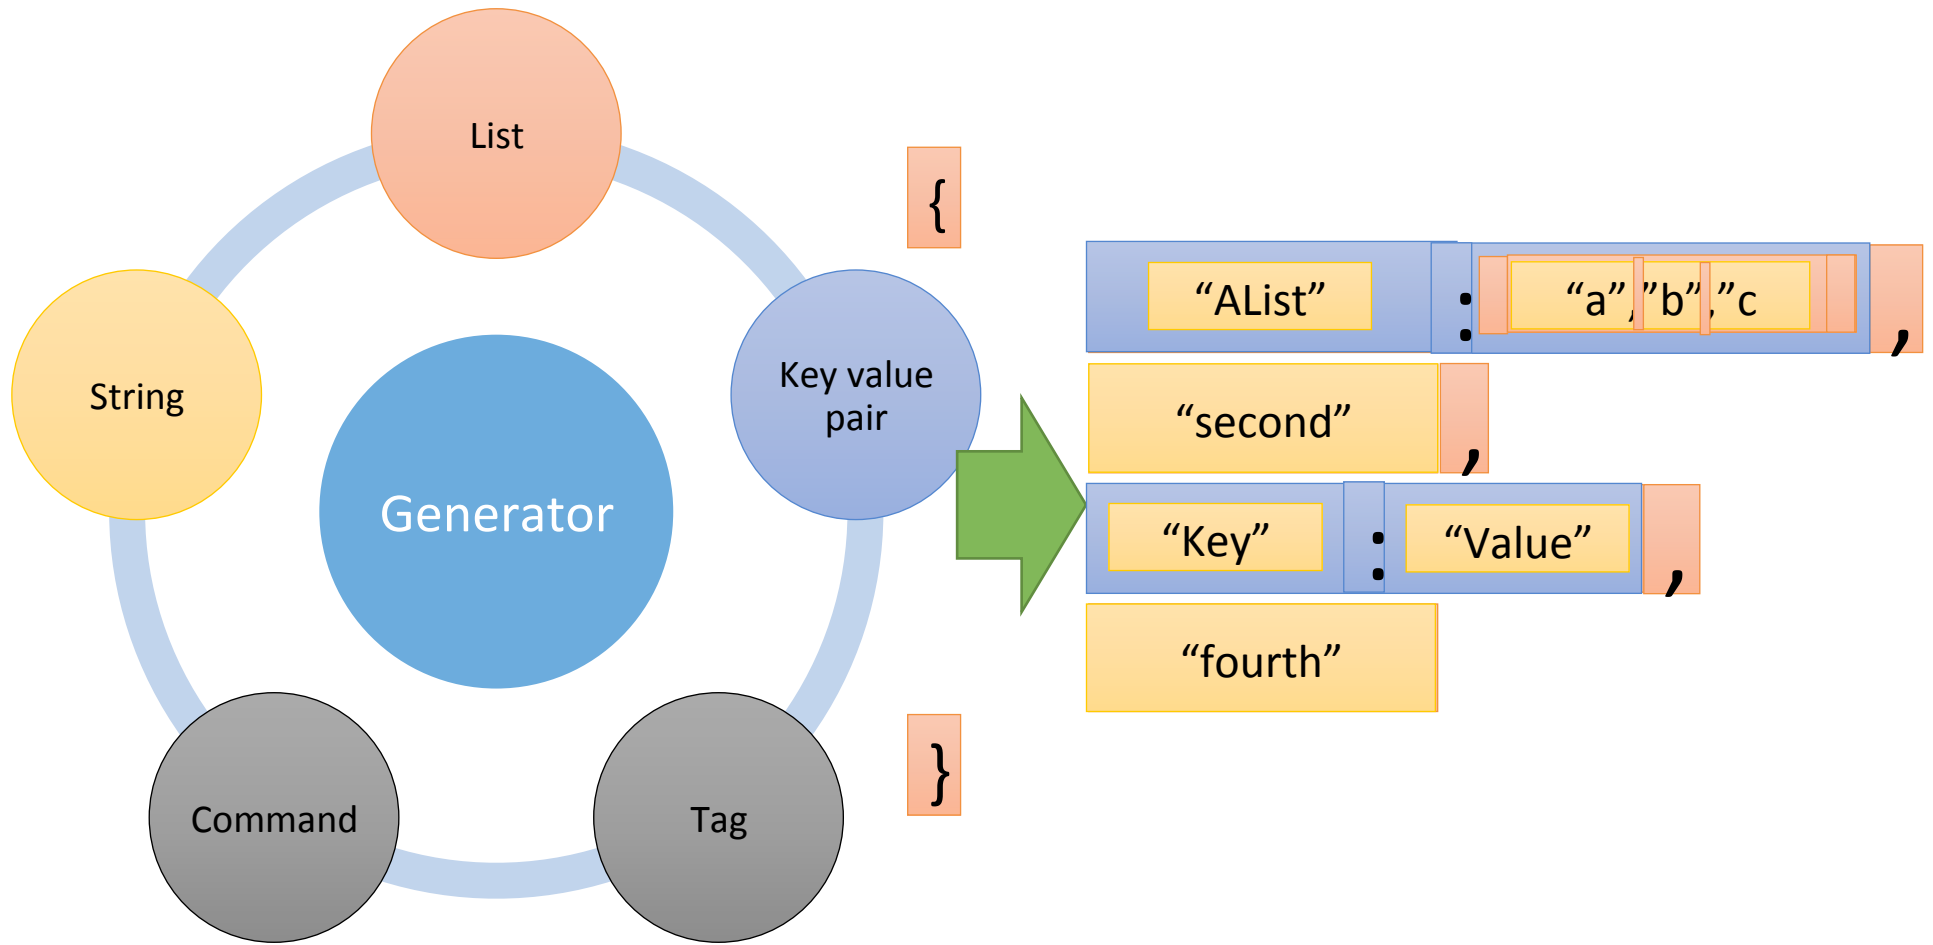 List
String
Key value
pair
Generator
Command
Tag
{
“AList” : “a”,”b”,”c ,
“second” ,
“Key” : “Value” ,
“fourth”
}